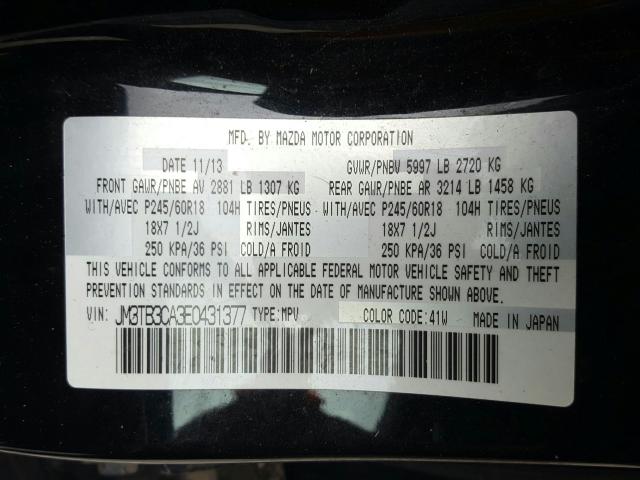 MFD. BY MAZDA MOTOR CORPORATION
DATE 11/13 GVWR/PNBV 5997 LB 2720 KG
FRONT GAWR/PNBE AV 2881 LB 1307 KG REAR GAWR/PNBE AR 3214 LB 1458 KG
WITH/AVEC P245/60R18 104H TIRES/PNEUS WITH/AVEC P245/60R18 104H TIRES/PNEUS
18X7 1/2J RIMS/JANTES 18X7 1/2J RIMS/JANTES
250 KPA/36 PSI COLD/A FROID 250 KPA/36 PSI COLD/A FROID
THIS VEHICLE CONFORMS TO ALL APPLICABLE FEDERAL MOTOR VEHICLE SAFETY AND THEFT
PREVENTION STANDARDS IN EFFECT ON THE DATE OF MANUFACTURE SHOWN ABOVE.
VIN: JM3TB3CA3E0431377 TYPE:MPV COLOR CODE:41W MADE IN JAPAN